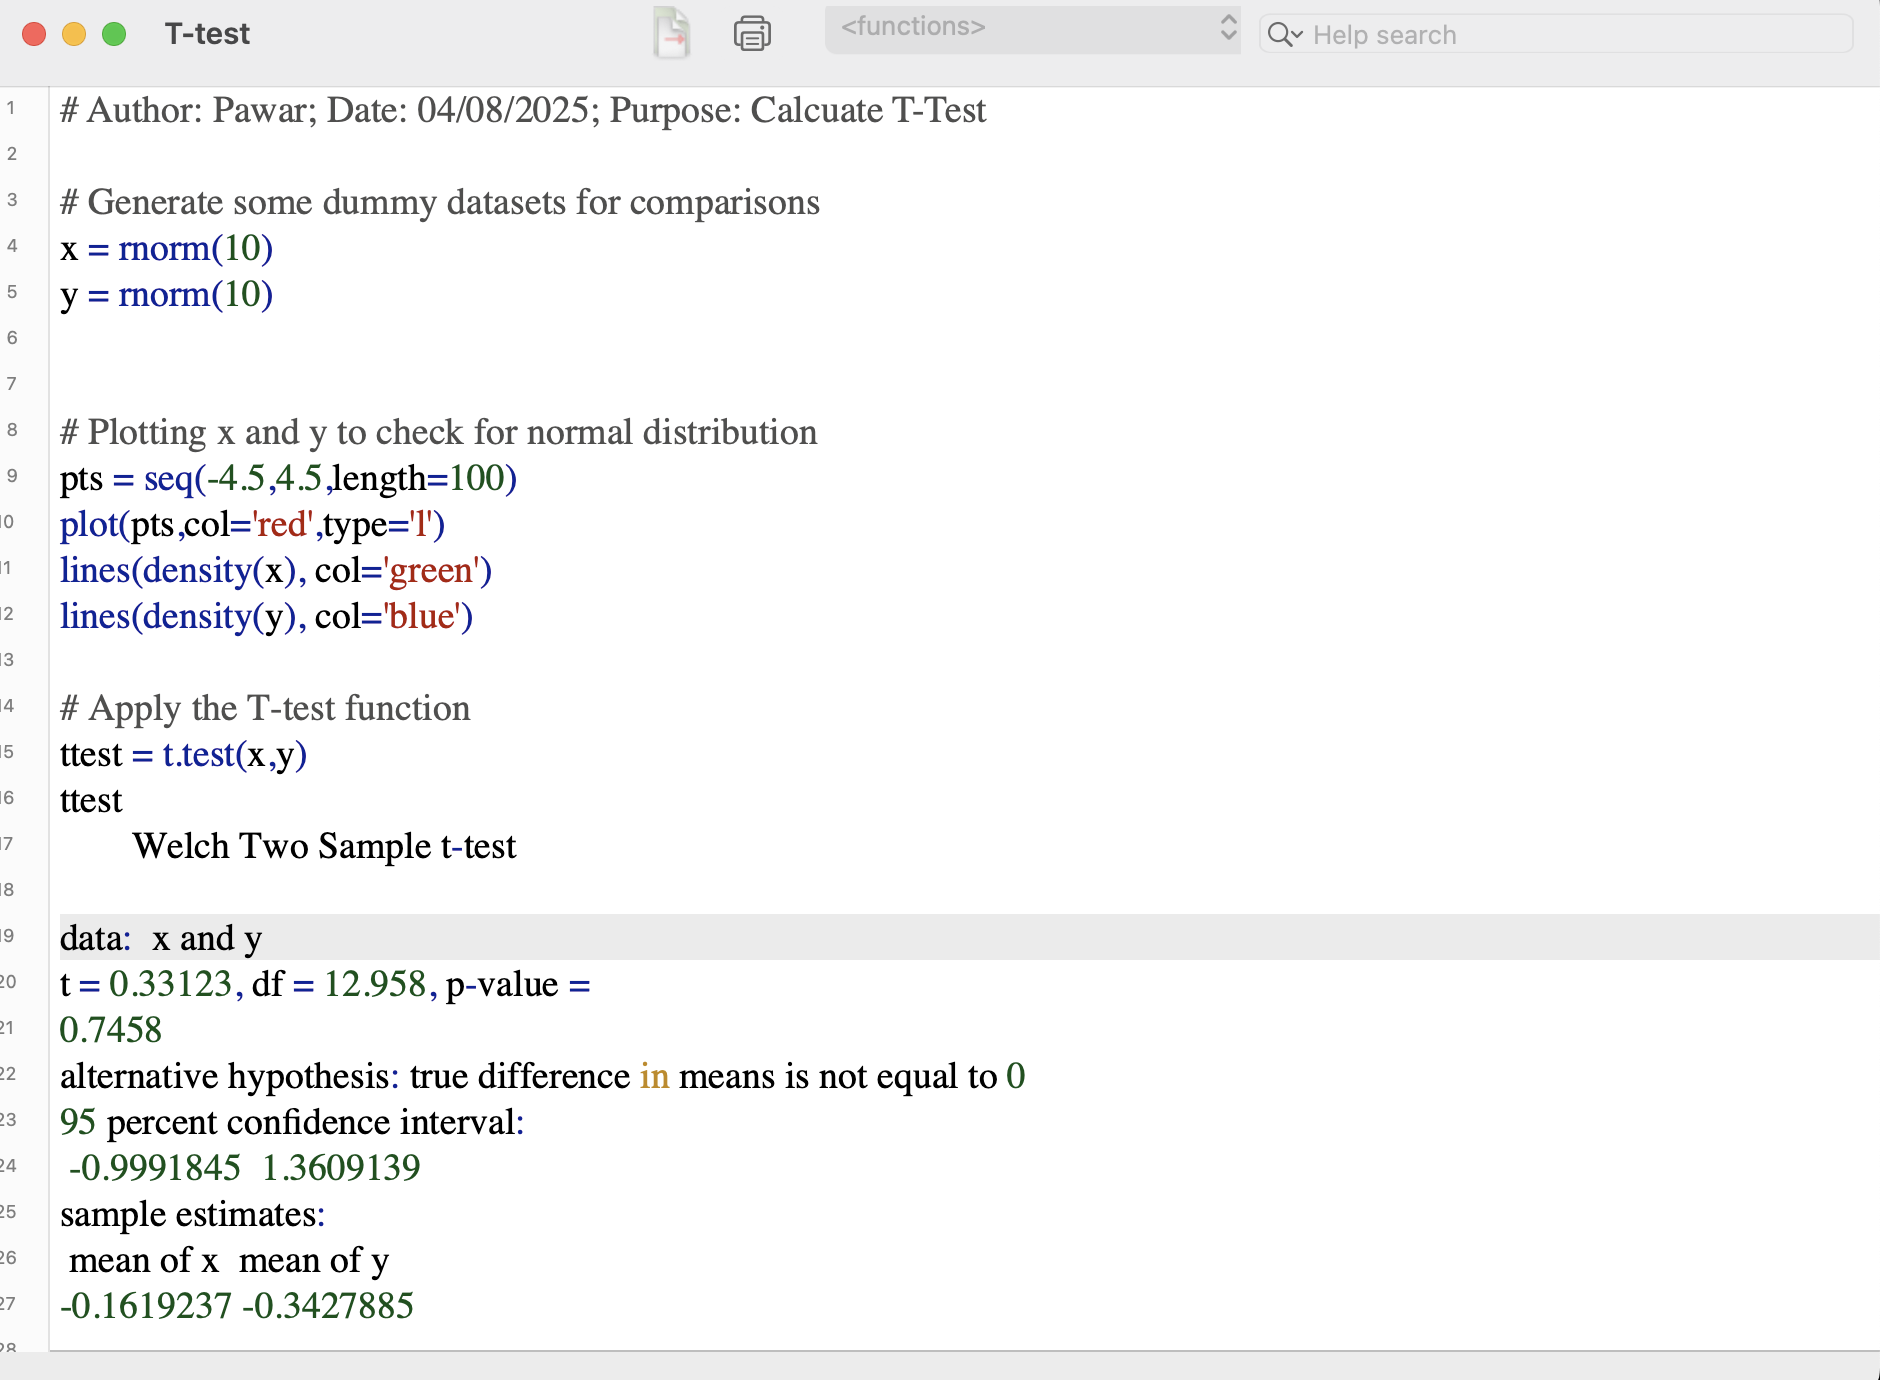 T-test
<functions>
Help search
1 # Author: Pawar; Date: 04/08/2025; Purpose: Calcuate T-Test
2
3 # Generate some dummy datasets for comparisons
4 x = rnorm(10)
5 y = rnorm(10)
6
7
8 # Plotting x and y to check for normal distribution
9 pts = seq(-4.5,4.5,length=100)
10 plot(pts,col='red',type='l')
11 lines(density(x), col='green')
12 lines(density(y), col='blue')
13
14 # Apply the T-test function
15 ttest = t.test(x,y)
16 ttest
17 Welch Two Sample t-test
18
19 data:  x and y
20 t = 0.33123, df = 12.958, p-value =
21 0.7458
22 alternative hypothesis: true difference in means is not equal to 0
23 95 percent confidence interval:
24 -0.9991845  1.3609139
25 sample estimates:
26 mean of x  mean of y
27 -0.1619237 -0.3427885
28